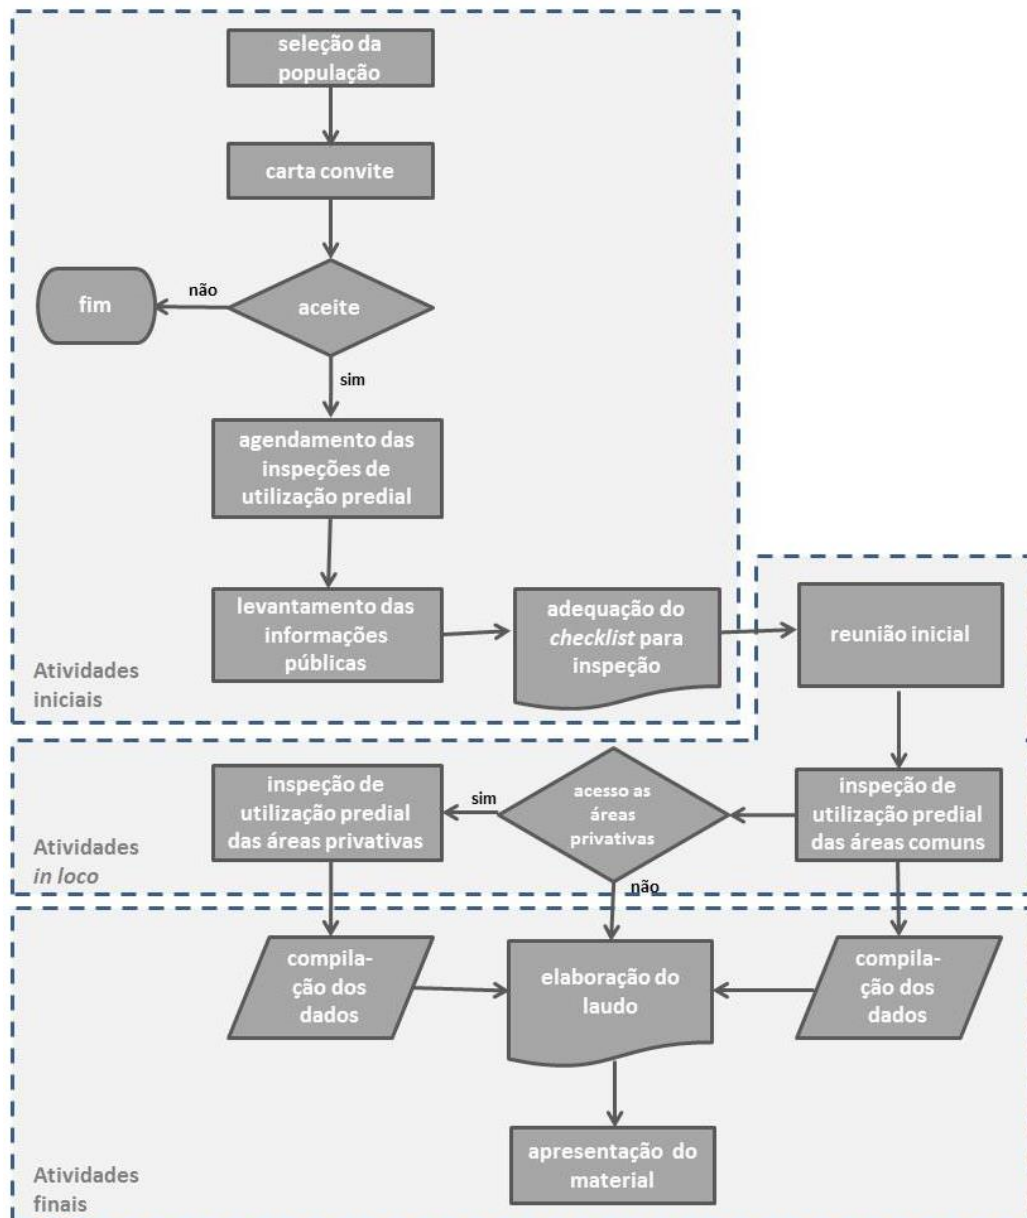 seleção da
população
carta convite
não
fim
aceite
sim
agendamento das
inspeções de
utilização predial
levantamento das
informações
públicas
adequação do
checklist para
inspeção
reunião inicial
Atividades
iniciais
inspeção de
utilização predial
das áreas privativas
sim
acesso as
áreas
privativas
inspeção de
utilização predial
das áreas comuns
Atividades
in loco
não
compila-
ção dos
dados
elaboração do
laudo
compila-
ção dos
dados
apresentação do
material
Atividades
finais